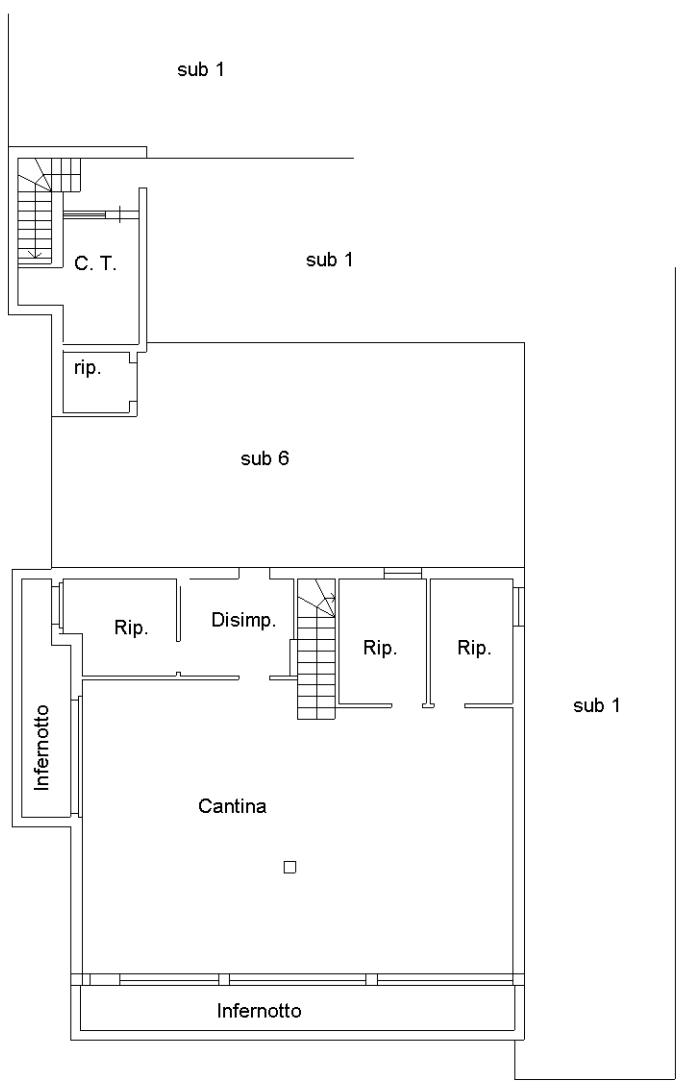 sub 1
C. T.
sub 1
rip.
sub 6
Rip.
Disimp.
Rip.
Rip.
sub 1
Infernotto
Cantina
Infernotto